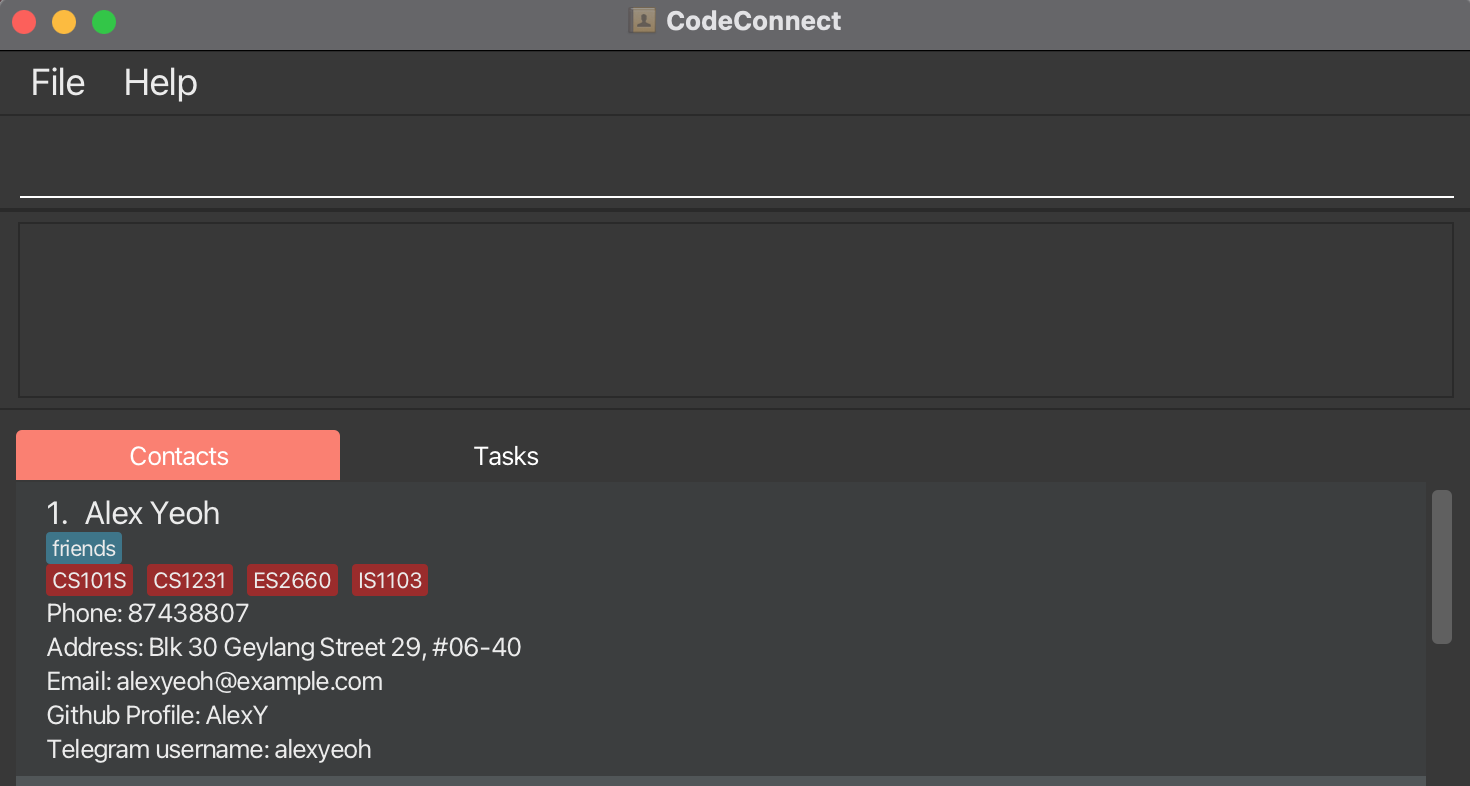 CodeConnect
File Help
Contacts Tasks
1. Alex Yeoh
friends
CS101S CS1231 ES2660 IS1103
Phone: 87438807
Address: Blk 30 Geylang Street 29, #06-40
Email: alexyeoh@example.com
Github Profile: AlexY
Telegram username: alexyeoh